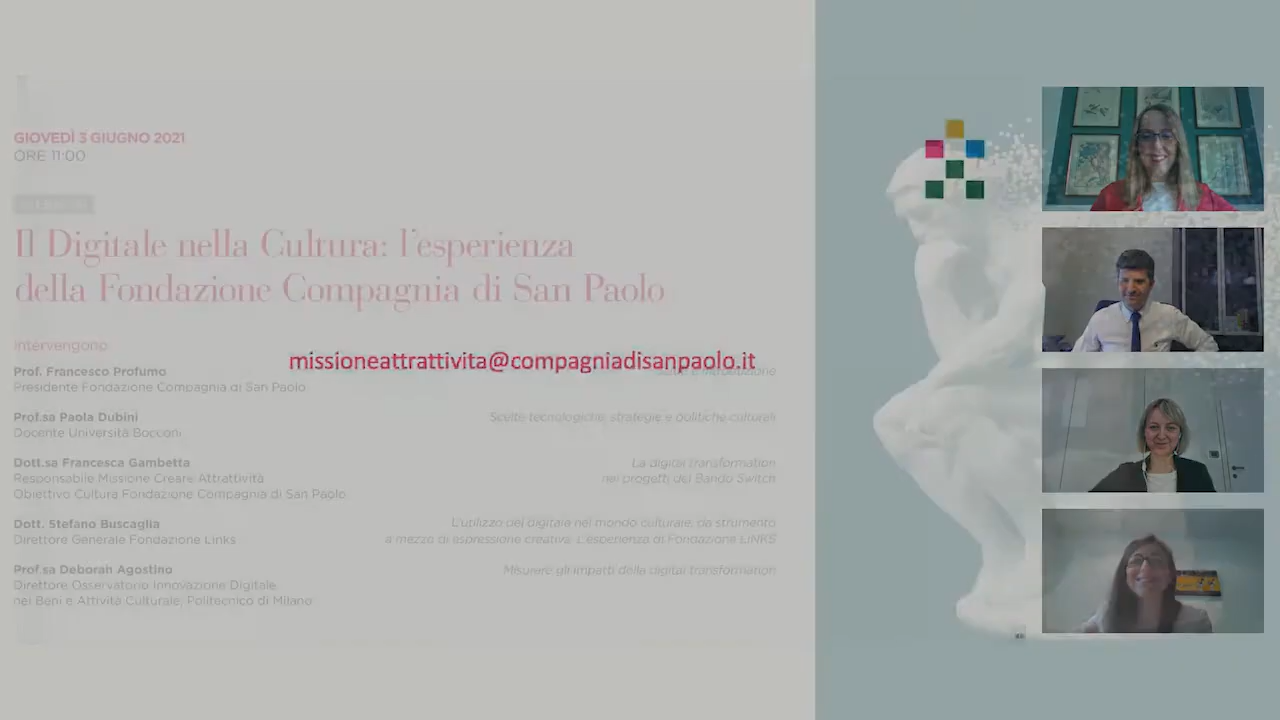 GIOVEDÌ 3 GIUGNO 2021
ORE 11:00
Il Digitale nella Cultura: l'esperienza
della Fondazione Compagnia di San Paolo
Intervengono
missioneattrattivita@compagniadisanpaolo.it
Prof. Francesco Profumo
Presidente Fondazione Compagnia di San Paolo
Prof.sa Paola Dubini
Scelte tecnologiche, strategie e politiche culturali
Docente Università Bocconi
Dott.sa Francesca Gambetta
La digital transformation
Responsabile Missione Creare Attrattività
nei progetti del Bando Switch
Obiettivo Cultura Fondazione Compagnia di San Paolo
Dott. Stefano Buscaglia
L'utilizzo del digitale nel mondo culturale, da strumento
Direttore Generale Fondazione Links
a mezzo di espressione creativa. L'esperienza di Fondazione LINKS
Prof.sa Deborah Agostino
Misurare gli impatti della digital transformation
Direttore Osservatorio Innovazione Digitale
nei Beni e Attività Culturale, Politecnico di Milano